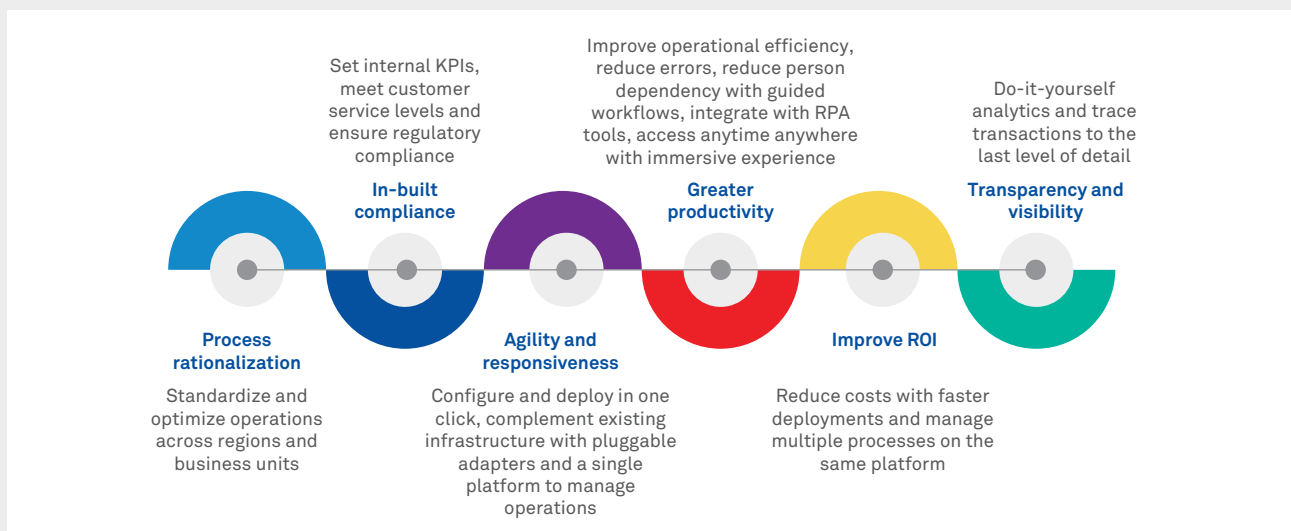 Process
rationalization
Standardize and
optimize operations
across regions and
business units
Set internal KPIs,
meet customer
service levels and
ensure regulatory
compliance
In-built
compliance
Agility and
responsiveness
Configure and deploy in one
click, complement existing
infrastructure with pluggable
adapters and a single
platform to manage
operations
Improve operational efficiency,
reduce errors, reduce person
dependency with guided
workflows, integrate with RPA
tools, access anytime anywhere
with immersive experience
Greater
productivity
Improve ROI
Reduce costs with faster
deployments and manage
multiple processes on the
same platform
Do-it-yourself
analytics and trace
transactions to the
last level of detail
Transparency and
visibility